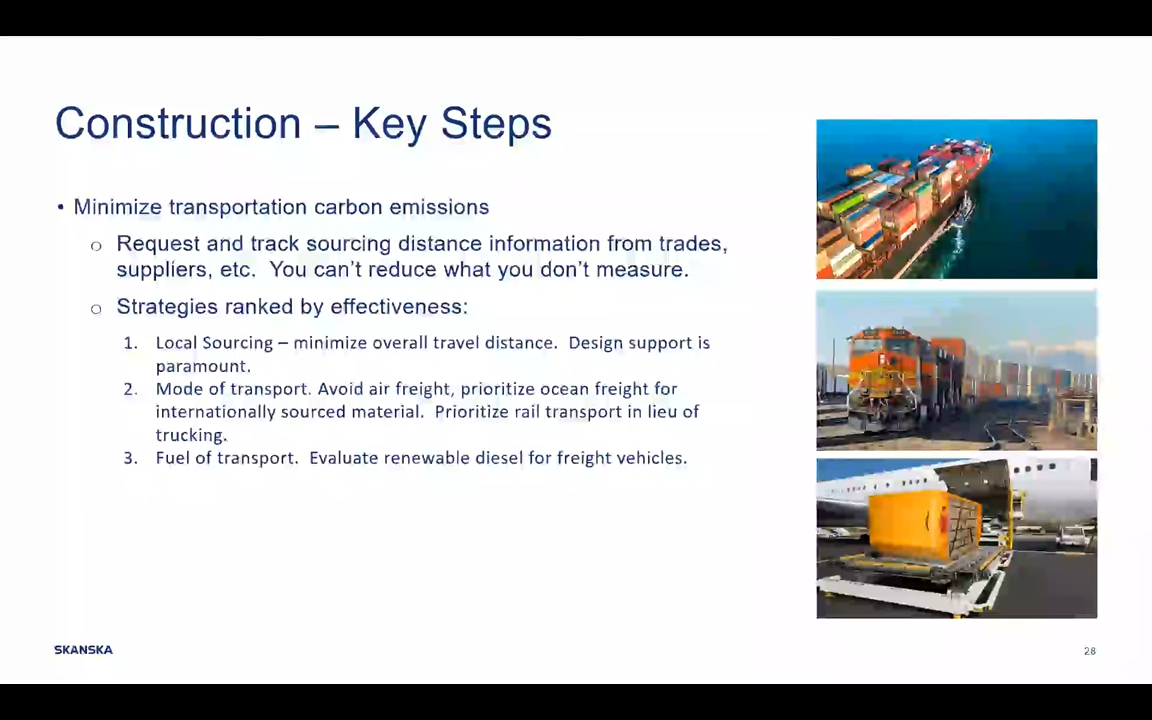 Construction – Key Steps
• Minimize transportation carbon emissions
o Request and track sourcing distance information from trades,
suppliers, etc.  You can’t reduce what you don’t measure.
o Strategies ranked by effectiveness:
1. Local Sourcing – minimize overall travel distance.  Design support is
paramount.
2. Mode of transport. Avoid air freight, prioritize ocean freight for
internationally sourced material.  Prioritize rail transport in lieu of
trucking.
3. Fuel of transport.  Evaluate renewable diesel for freight vehicles.
SKANSKA
28